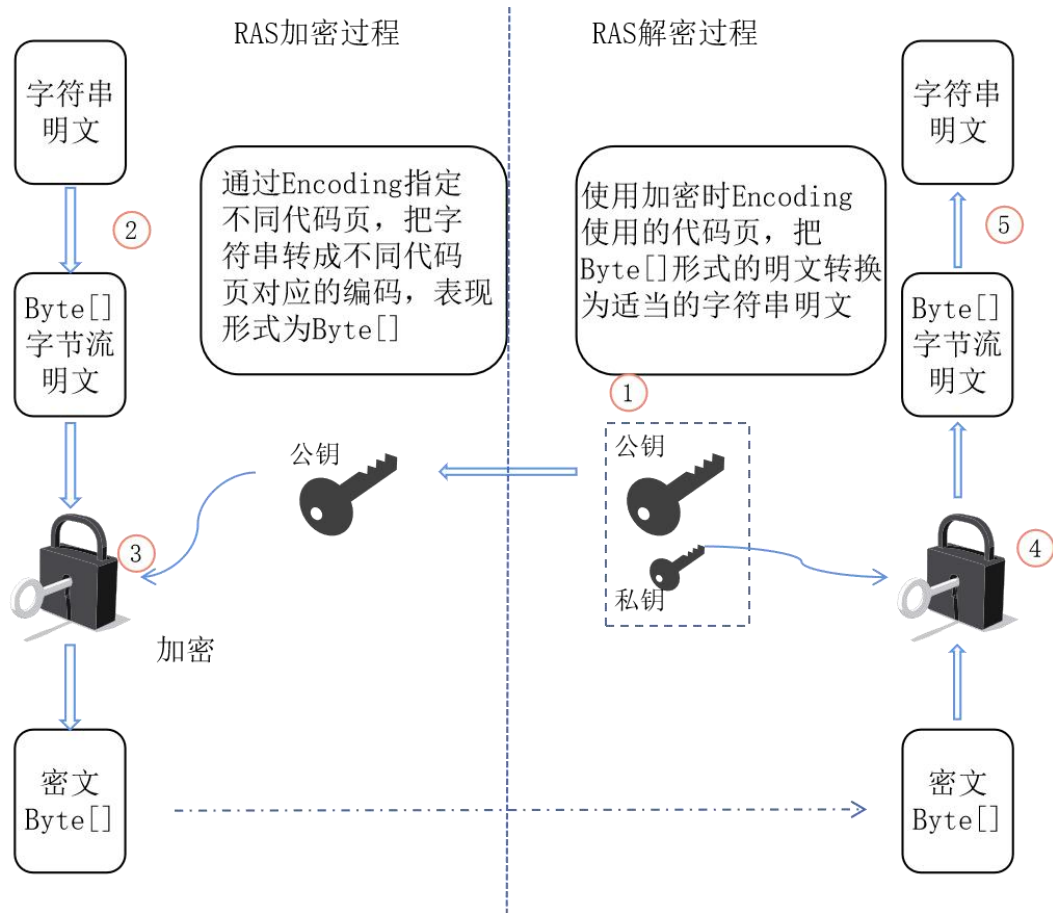 RAS加密过程
RAS解密过程
字符串
明文
②
通过Encoding指定
不同代码页，把字
符串转成不同代码
页对应的编码，表现
形式为Byte[]
Byte[]
字节流
明文
公钥
③
加密
密文
Byte[]
字符串
明文
⑤
使用加密时Encoding
使用的代码页，把
Byte[]形式的明文转换
为适当的字符串明文
①
Byte[]
字节流
明文
公钥
私钥
④
密文
Byte[]